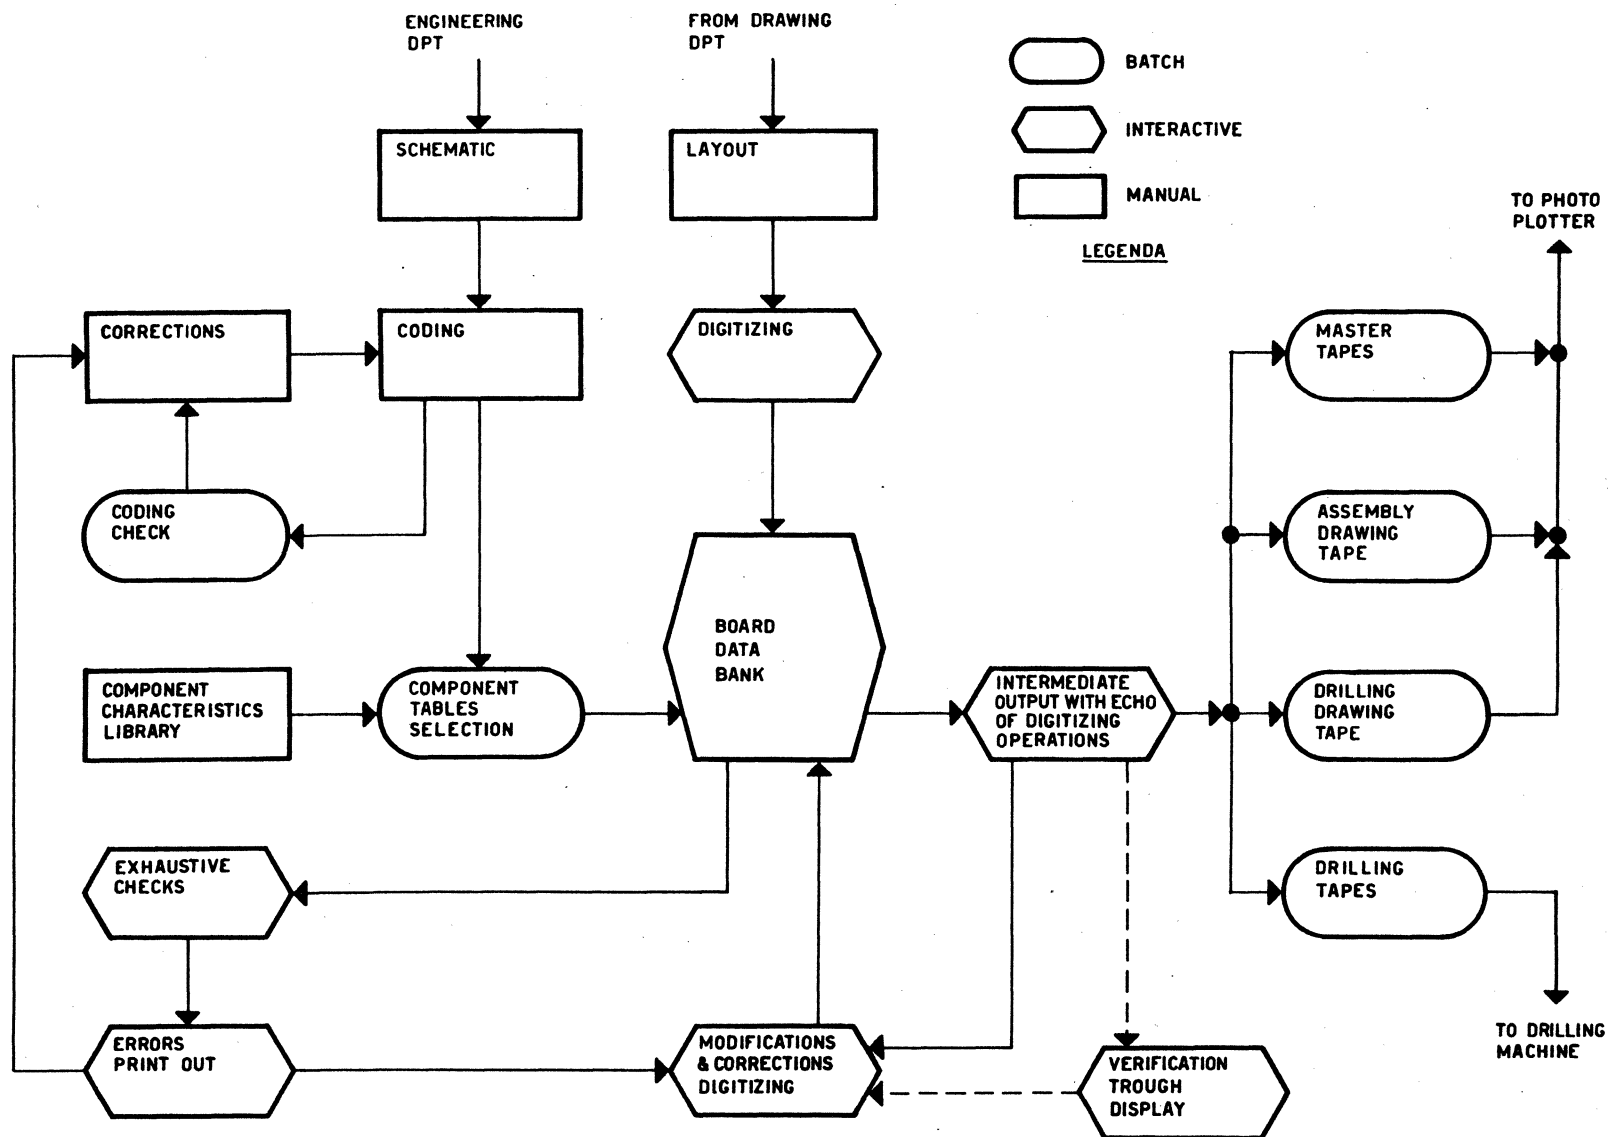 ENGINEERING
DPT
FROM DRAWING
DPT
BATCH
INTERACTIVE
MANUAL
LEGENDA
SCHEMATIC
LAYOUT
TO PHOTO
PLOTTER
CORRECTIONS
CODING
DIGITIZING
MASTER
TAPES
CODING
CHECK
ASSEMBLY
DRAWING
TAPE
BOARD
DATA
BANK
COMPONENT
CHARACTERISTICS
LIBRARY
COMPONENT
TABLES
SELECTION
INTERMEDIATE
OUTPUT WITH ECHO
OF DIGITIZING
OPERATIONS
DRILLING
DRAWING
TAPE
EXHAUSTIVE
CHECKS
DRILLING
TAPES
ERRORS
PRINT OUT
MODIFICATIONS
& CORRECTIONS
DIGITIZING
VERIFICATION
TROUGH
DISPLAY
TO DRILLING
MACHINE